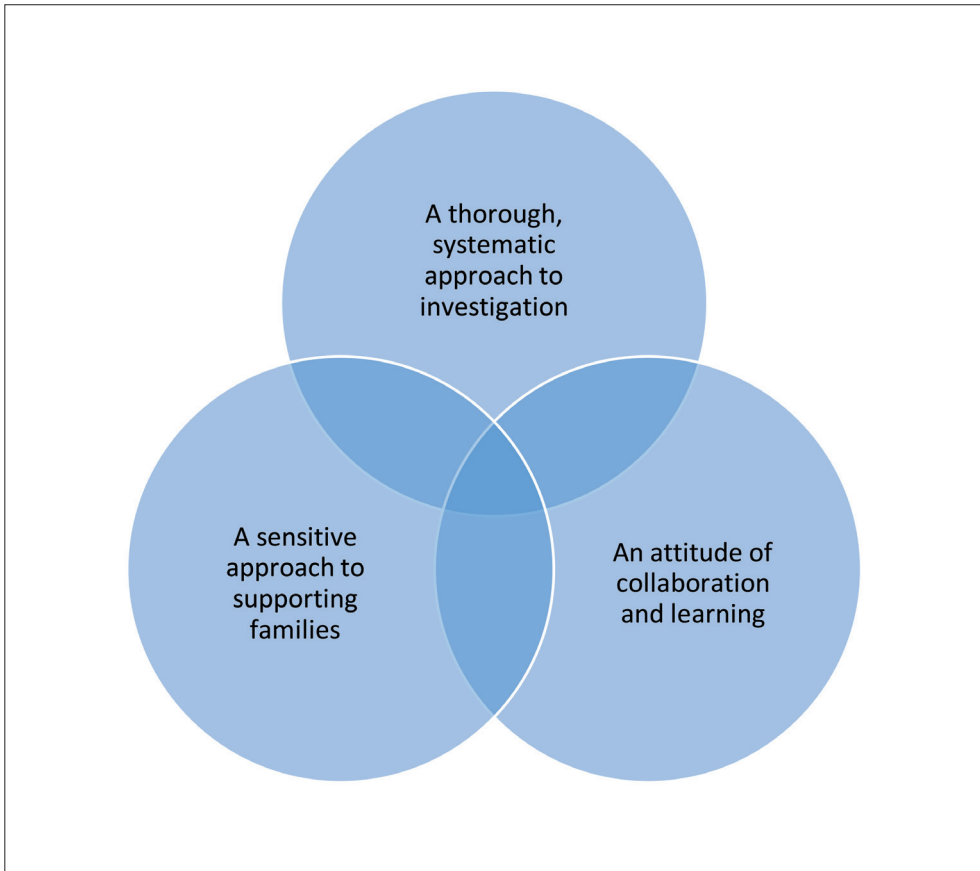 A thorough,
systematic
approach to
investigation
A sensitive
approach to
supporting
families
An attitude of
collaboration
and learning